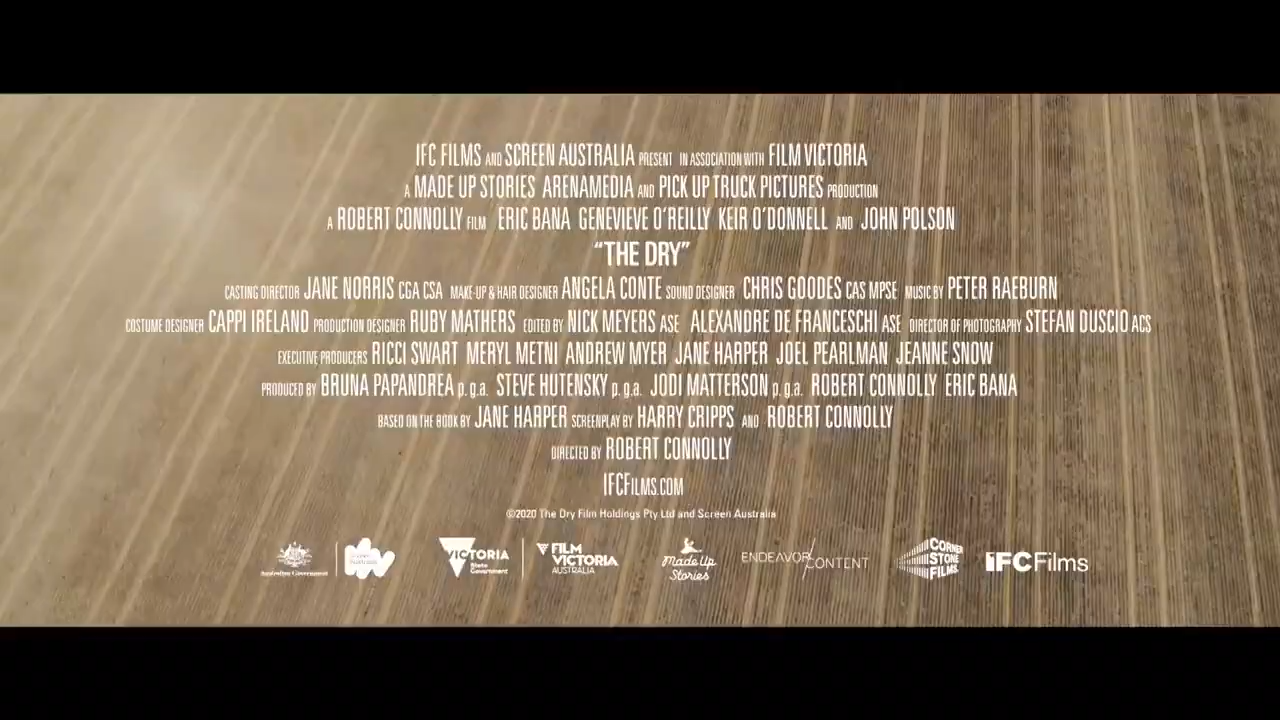 IFC FILMS AND SCREEN AUSTRALIA PRESENT IN ASSOCIATION WITH FILM VICTORIA
A MADE UP STORIES ARENAMEDIA AND PICK UP TRUCK PICTURES PRODUCTION
A ROBERT CONNOLLY FILM ERIC BANA GENEVIEVE O'REILLY KEIR O'DONNELL AND JOHN POLSON
“THE DRY”
CASTING DIRECTOR JANE NORRIS CGA CSA MAKE-UP & HAIR DESIGNER ANGELA CONTE SOUND DESIGNER CHRIS GOODES CAS MPSE MUSIC BY PETER RAEBURN
COSTUME DESIGNER CAPPI IRELAND PRODUCTION DESIGNER RUBY MATHERS EDITED BY NICK MEYERS ASE ALEXANDRE DE FRANCESCHI ASE DIRECTOR OF PHOTOGRAPHY STEFAN DUSCIO ACS
EXECUTIVE PRODUCERS RICCI SWART MERYL METNI ANDREW MYER JANE HARPER JOEL PEARLMAN JEANNE SNOW
PRODUCED BY BRUNA PAPANDREA p.g.a. STEVE HUTENSKY p.g.a. JODI MATTERSON p.g.a. ROBERT CONNOLLY ERIC BANA
BASED ON THE BOOK BY JANE HARPER SCREENPLAY BY HARRY CRIPPS AND ROBERT CONNOLLY
DIRECTED BY ROBERT CONNOLLY
IFCFILMS.COM
©2020 The Dry Film Holdings Pty Ltd and Screen Australia
Australian Government
VICTORIA State Government
FILM VICTORIA AUSTRALIA
Made Up Stories
ENDEAVOR CONTENT
CORNER STONE FILMS
IFC Films